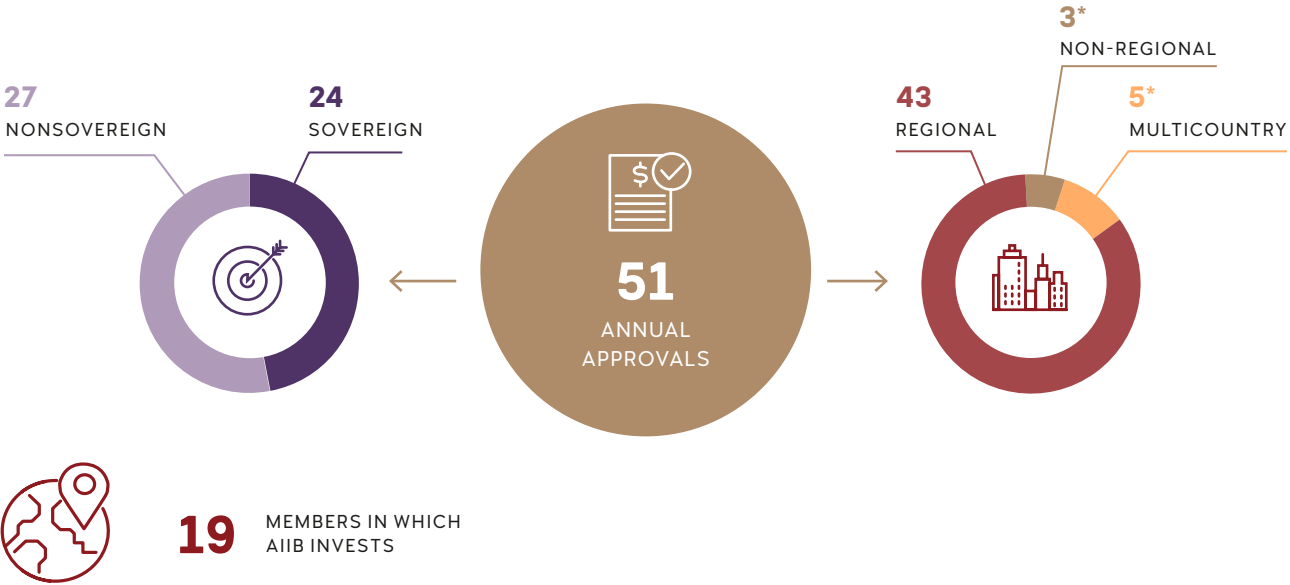 27
NONSOVEREIGN
24
SOVEREIGN
$
51
ANNUAL
APPROVALS
43
REGIONAL
3*
NON-REGIONAL
5*
MULTICOUNTRY
19
MEMBERS IN WHICH
AIIB INVESTS